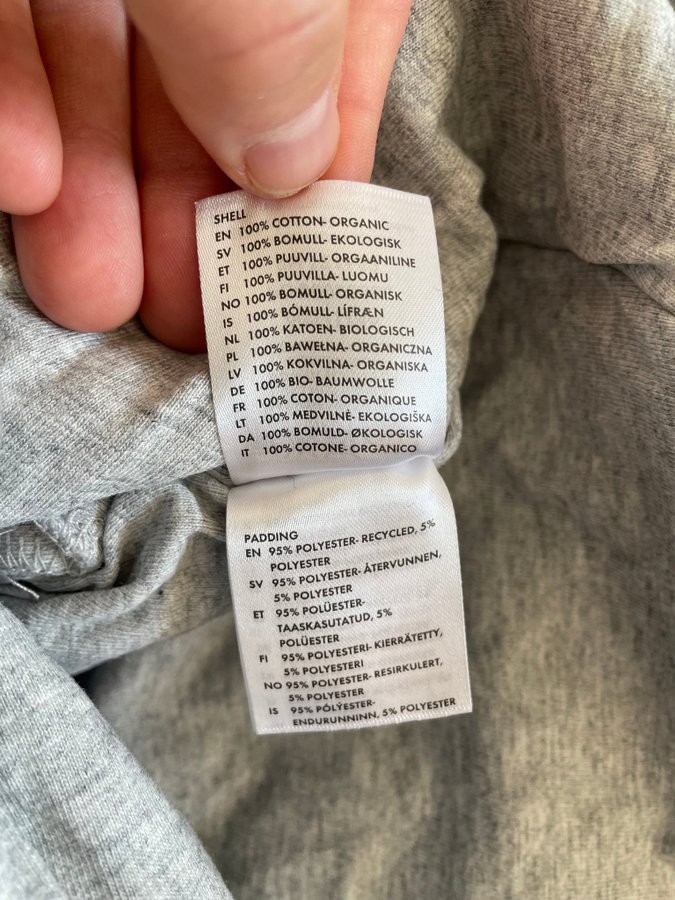 SHELL
EN 100% COTTON- ORGANIC
SV 100% BOMULL- EKOLOGISK
ET 100% PUUVILL- ORGAANILINE
FI 100% PUUVILLA- LUOMU
NO 100% BOMULL- ORGANISK
IS 100% BÓMULL- LÍFRÆN
NL 100% KATOEN- BIOLOGISCH
PL 100% BAWEŁNA- ORGANICZNA
LV 100% KOKVILNA- ORGANISKA
DE 100% BIO- BAUMWOLLE
FR 100% COTON- ORGANIQUE
LT 100% MEDVILNĖ- EKOLOGIŠKA
DA 100% BOMULD- ØKOLOGISK
IT 100% COTONE- ORGANICO
PADDING
EN 95% POLYESTER- RECYCLED, 5%
POLYESTER
SV 95% POLYESTER- ÅTERVUNNEN,
5% POLYESTER
ET 95% POLÜESTER-
TAASKASUTATUD, 5%
POLÜESTER
FI 95% POLYESTERI- KIERRÄTETTY,
5% POLYESTERI
NO 95% POLYESTER- RESIRKULERT,
5% POLYESTER
IS 95% PÓLÝESTER-
ENDURUNNINN, 5% POLYESTER